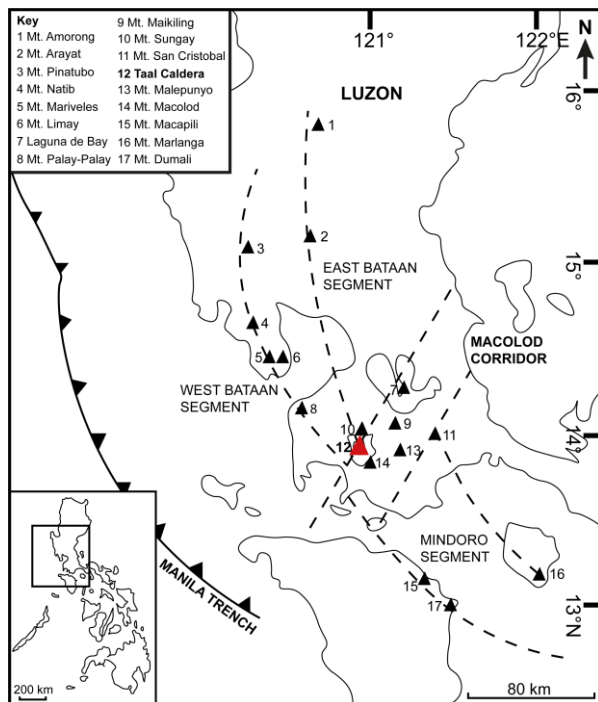 Key
1 Mt. Amorong
2 Mt. Arayat
3 Mt. Pinatubo
4 Mt. Natib
5 Mt. Mariveles
6 Mt. Limay
7 Laguna de Bay
8 Mt. Palay-Palay
9 Mt. Maikiling
10 Mt. Sungay
11 Mt. San Cristobal
12 Taal Caldera
13 Mt. Malepunyo
14 Mt. Macolod
15 Mt. Macapili
16 Mt. Marlanga
17 Mt. Dumali
121°
122°E
N
16°
LUZON
1
2
3
15°
EAST BATAAN
SEGMENT
4
5
6
MACOLOD
CORRIDOR
WEST BATAAN
SEGMENT
7
8
9
10
11
14°
12
13
14
MINDORO
SEGMENT
15
16
17
13°N
MANILA TRENCH
200 km
80 km